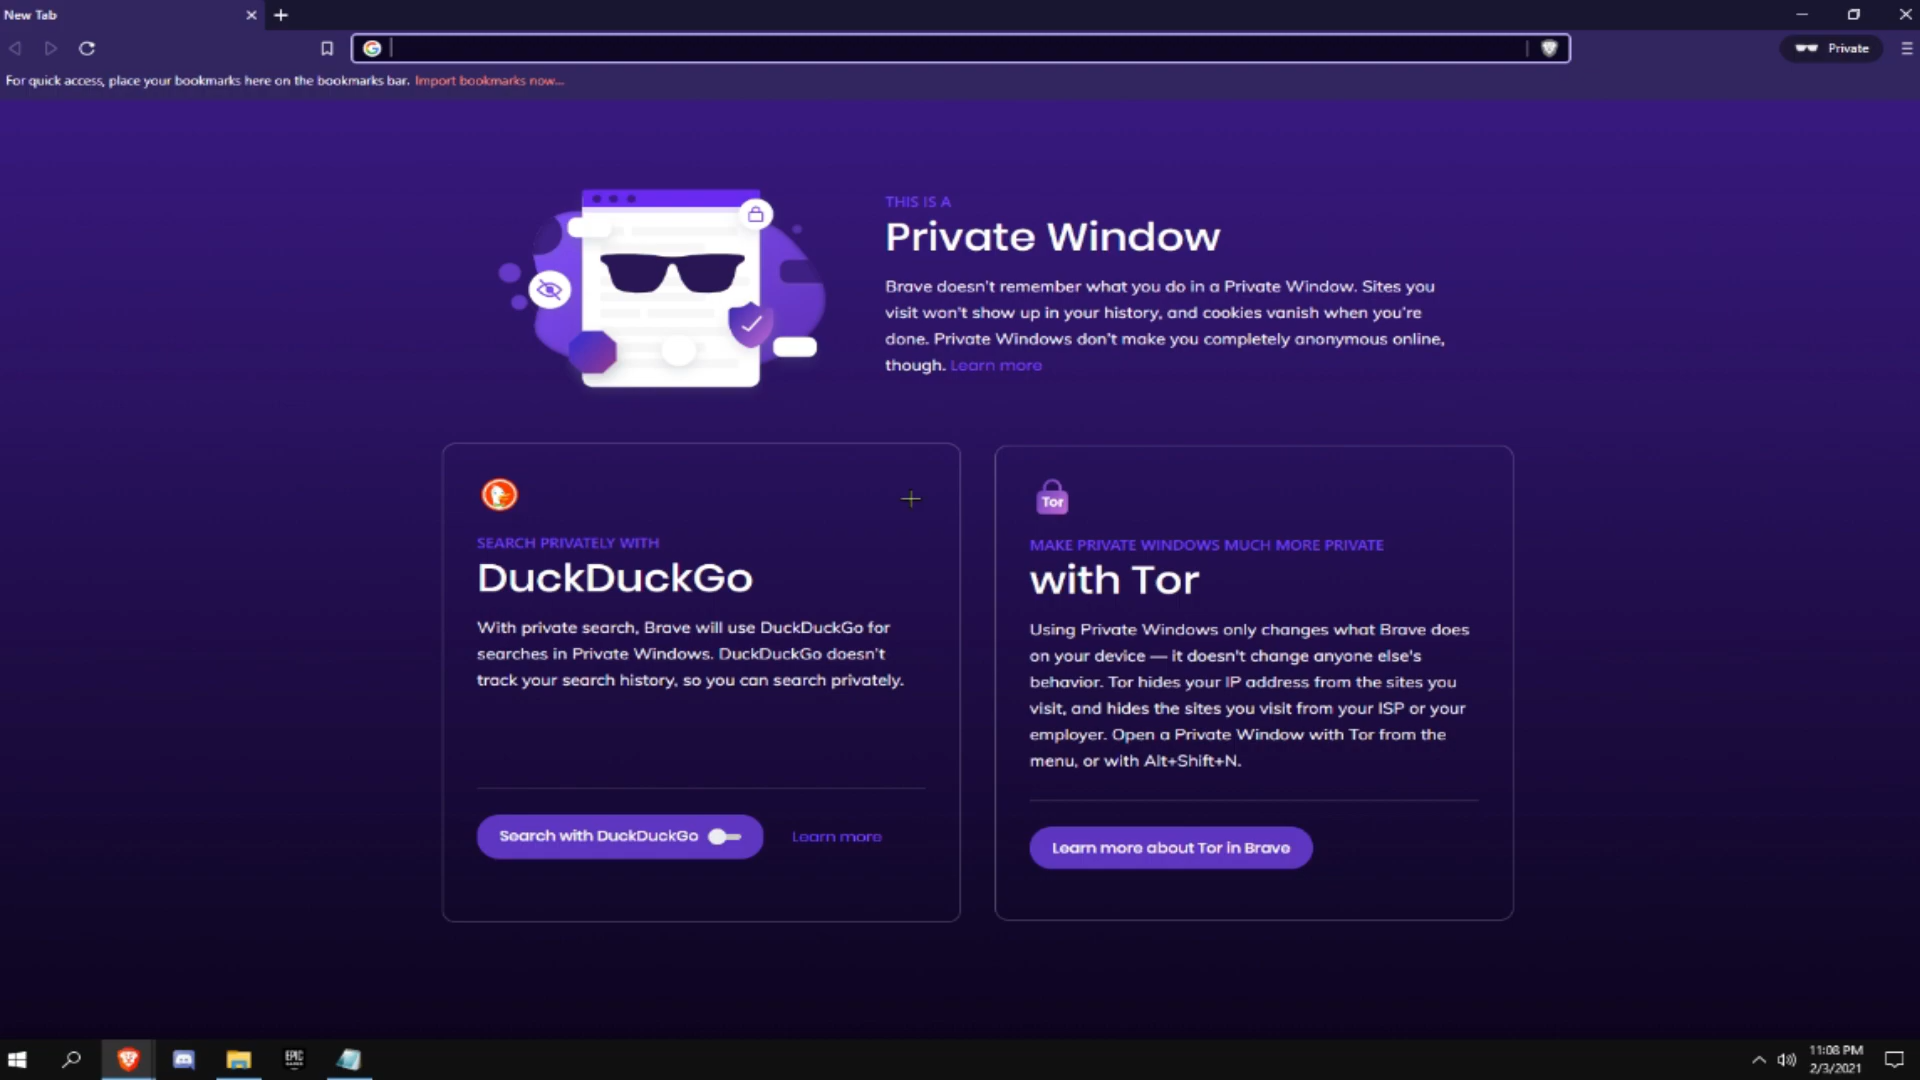 New Tab
Private
For quick access, place your bookmarks here on the bookmarks bar. Import bookmarks now...
THIS IS A
Private Window
Brave doesn't remember what you do in a Private Window. Sites you
visit won't show up in your history, and cookies vanish when you're
done. Private Windows don't make you completely anonymous online,
though. Learn more
SEARCH PRIVATELY WITH
DuckDuckGo
With private search, Brave will use DuckDuckGo for
searches in Private Windows. DuckDuckGo doesn't
track your search history, so you can search privately.
Search with DuckDuckGo
Learn more
Tor
MAKE PRIVATE WINDOWS MUCH MORE PRIVATE
with Tor
Using Private Windows only changes what Brave does
on your device — it doesn't change anyone else's
behavior. Tor hides your IP address from the sites you
visit, and hides the sites you visit from your ISP or your
employer. Open a Private Window with Tor from the
menu, or with Alt+Shift+N.
Learn more about Tor in Brave
EPIC
GAMES
11:08 PM
2/3/2021